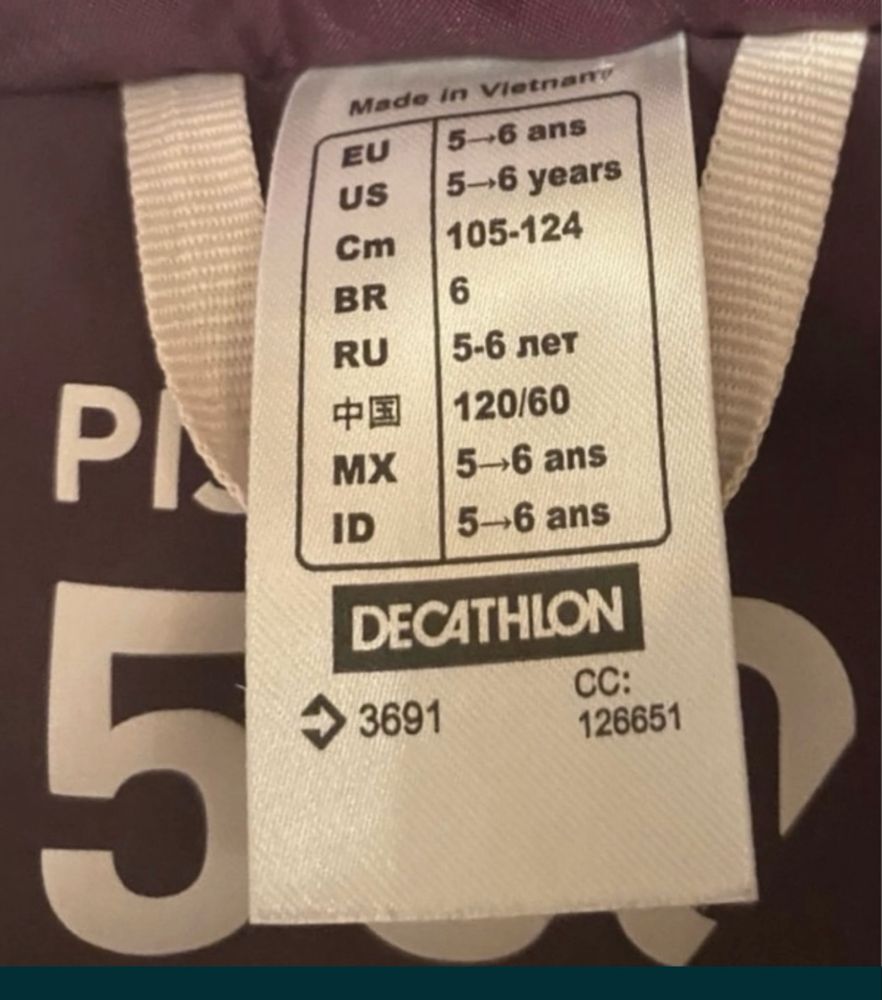 Made in Vietnam
EU 5→6 ans
US 5→6 years
Cm 105-124
BR 6
RU 5-6 лет
中国 120/60
MX 5→6 ans
ID 5→6 ans
DECATHLON
3691 CC: 126651
5